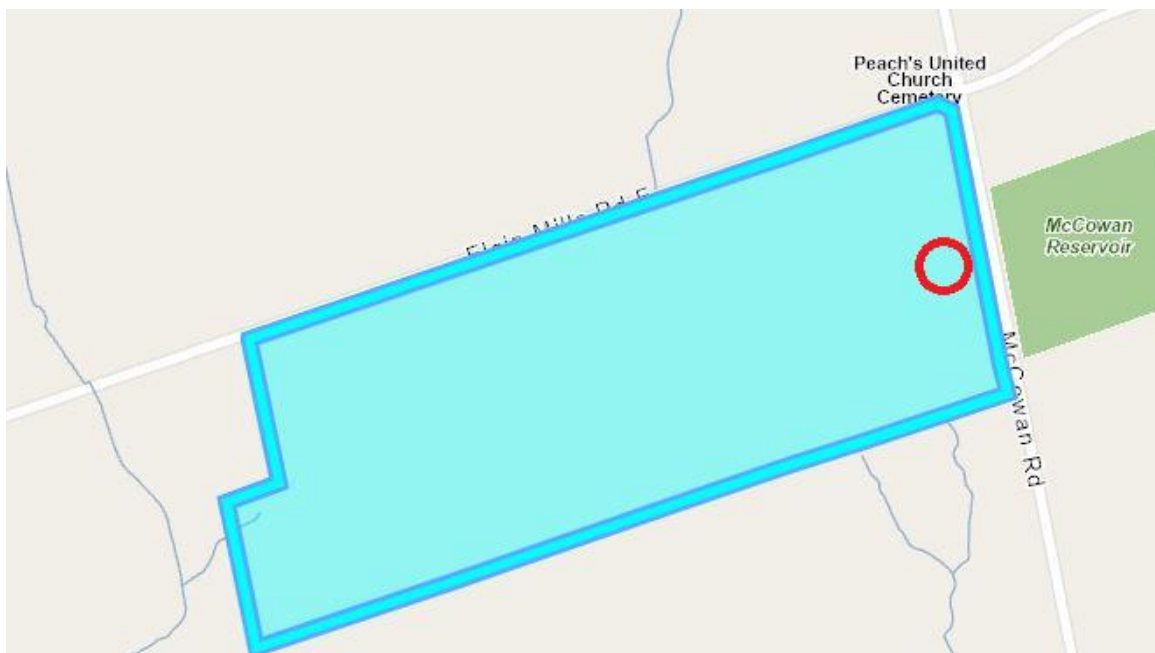 Peach's United
Church
Cemetery
Elgin Mills Rd E
McCowan
Reservoir
McCowan Rd